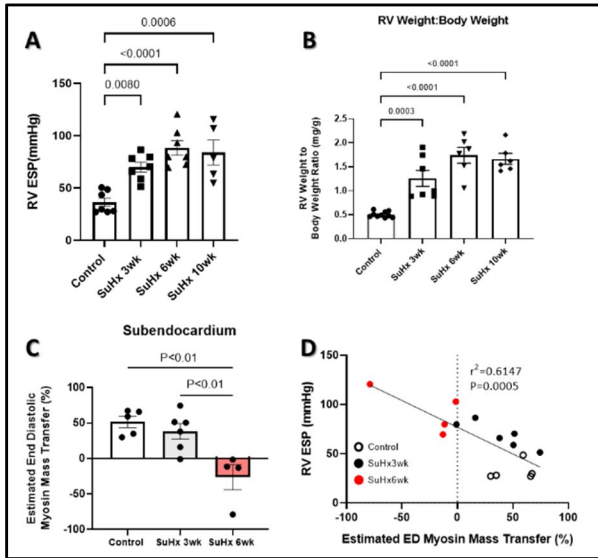 A
0.0006
<0.0001
0.0080
RV ESP(mmHg)
150
100
50
0
Control
SuHx 3wk
SuHx 6wk
SuHx 10wk
B
RV Weight:Body Weight
<0.0001
<0.0001
0.0003
RV Weight to
Body Weight Ratio (mg/g)
2.5
2.0
1.5
1.0
0.5
0.0
Control
SuHx 3wk
SuHx 6wk
SuHx 10wk
C
Subendocardium
P<0.01
P<0.01
Estimated End Diastolic
Myosin Mass Transfer (%)
100
50
0
-50
-100
Control
SuHx 3wk
SuHx 6wk
D
r²=0.6147
P=0.0005
RV ESP (mmHg)
150
100
50
0
Control
SuHx3wk
SuHx6wk
-100
-50
0
50
100
Estimated ED Myosin Mass Transfer (%)